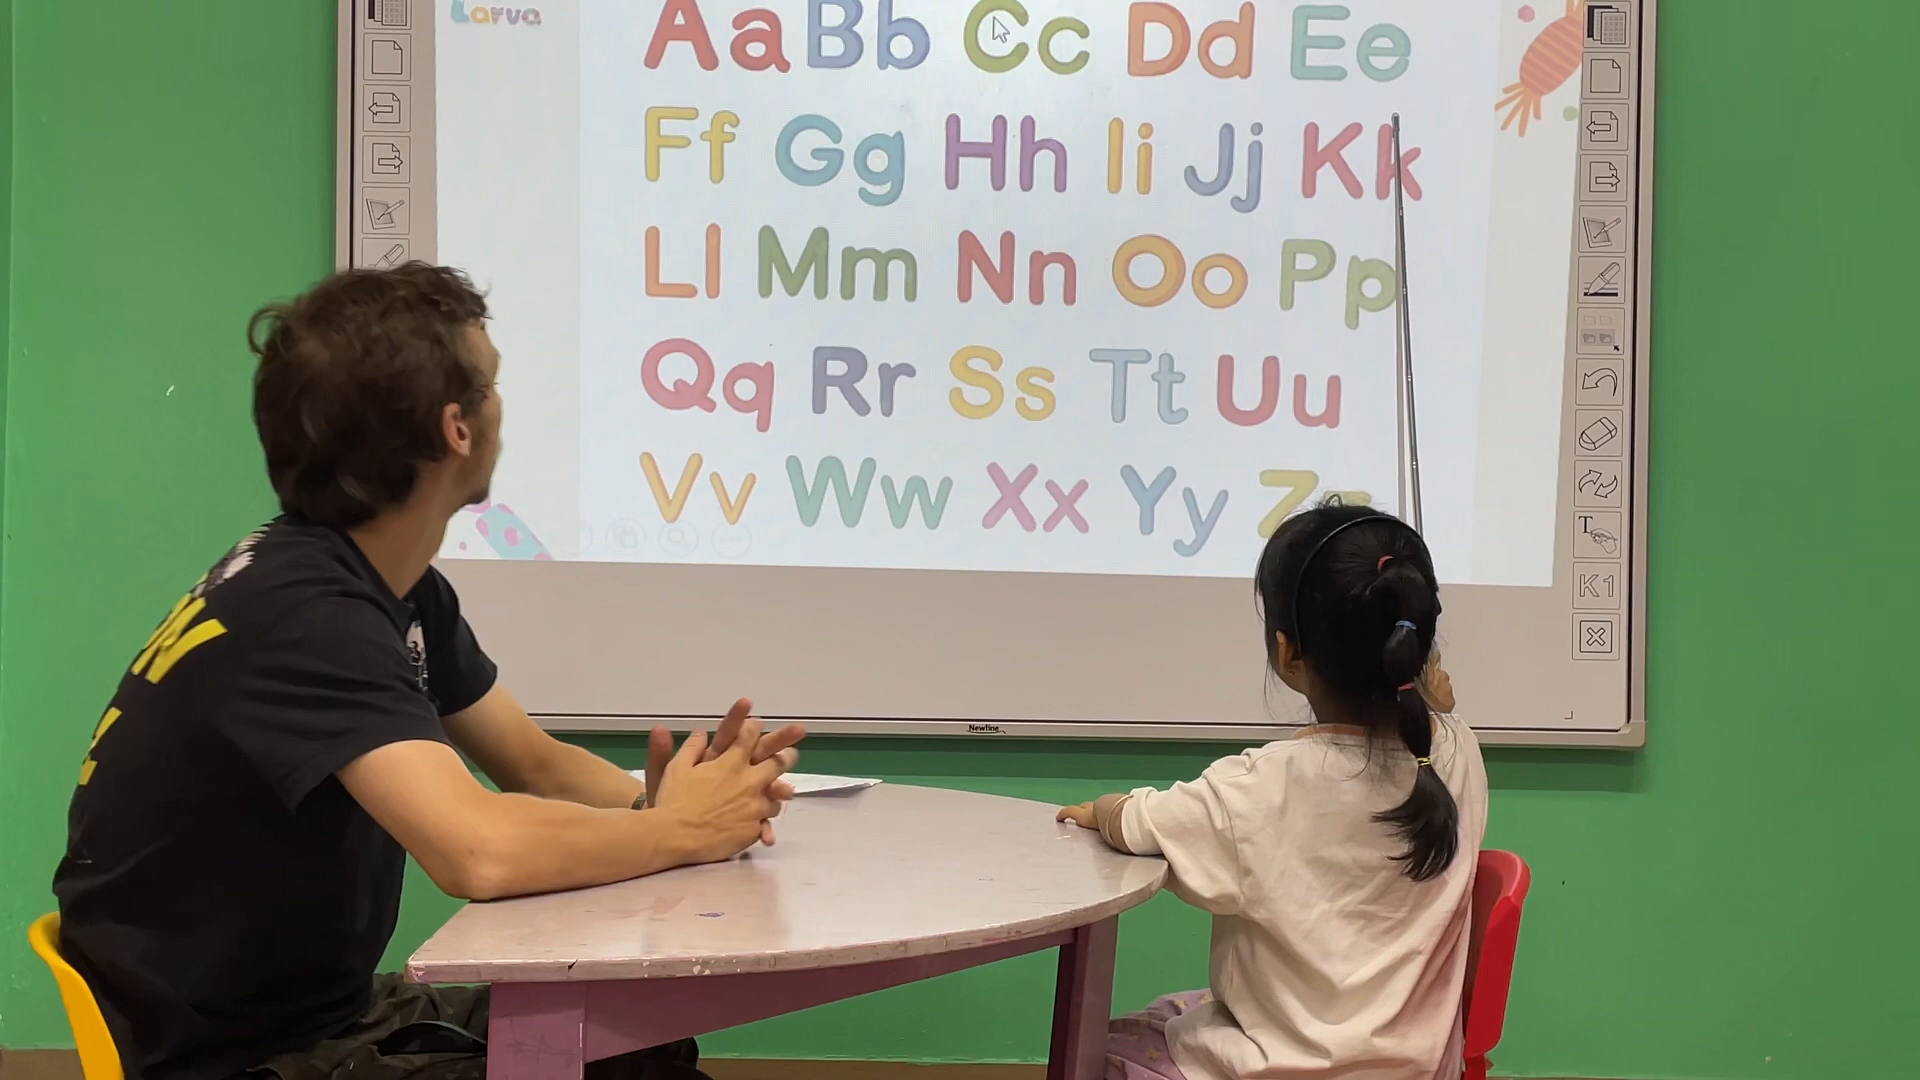 Larva
Aa Bb Cc Dd Ee
Ff Gg Hh Ii Jj Kk
Ll Mm Nn Oo Pp
Qq Rr Ss Tt Uu
Vv Ww Xx Yy Zz
T
K1
Newline